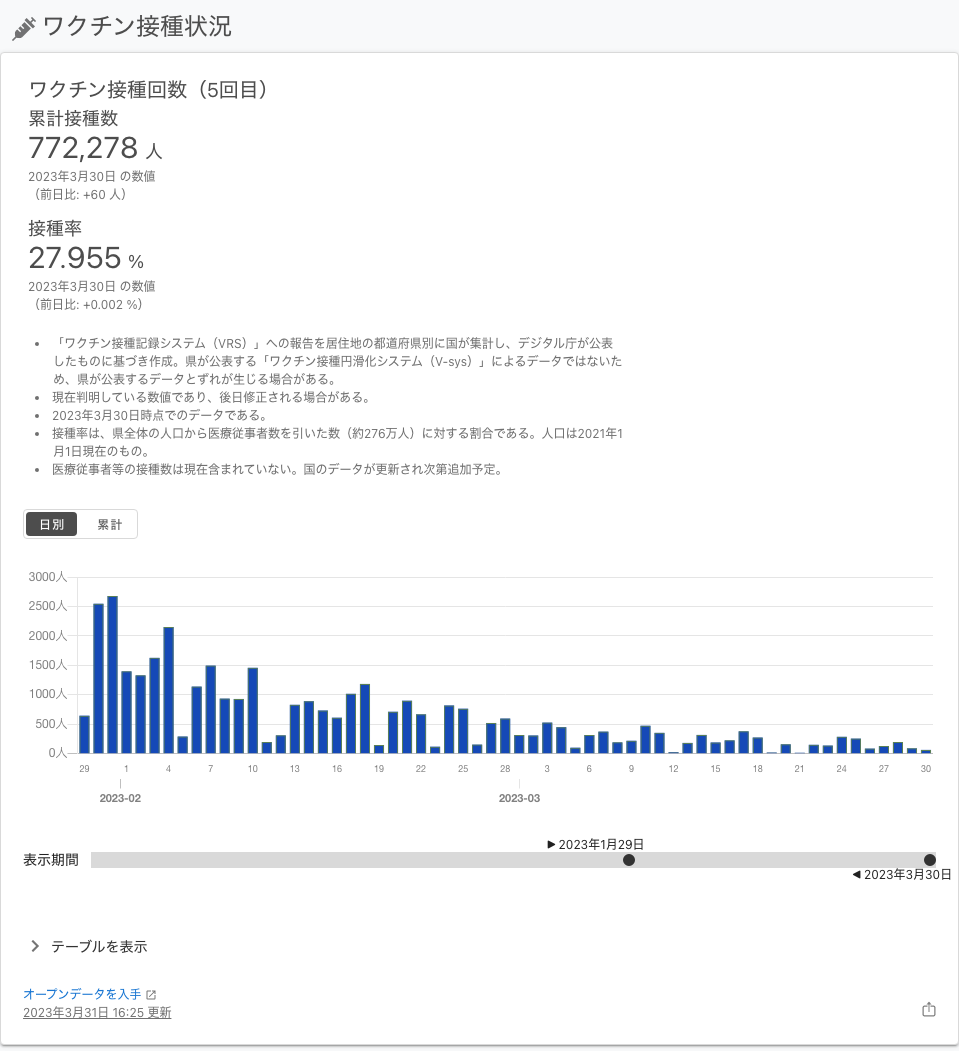 ワクチン接種状況
ワクチン接種回数（5回目）
累計接種数
772,278 人
2023年3月30日 の数値
（前日比: +60 人）
接種率
27.955 %
2023年3月30日 の数値
（前日比: +0.002 %）
• 「ワクチン接種記録システム（VRS）」への報告を居住地の都道府県別に国が集計し、デジタル庁が公表
したものに基づき作成。県が公表する「ワクチン接種円滑化システム（V-sys）」によるデータではないた
め、県が公表するデータとずれが生じる場合がある。
• 現在判明している数値であり、後日修正される場合がある。
• 2023年3月30日時点でのデータである。
• 接種率は、県全体の人口から医療従事者数を引いた数（約276万人）に対する割合である。人口は2021年1
月1日現在のもの。
• 医療従事者等の接種数は現在含まれていない。国のデータが更新され次第追加予定。
日別 累計
3000人
2500人
2000人
1500人
1000人
500人
0人
29 1 4 7 10 13 16 19 22 25 28 3 6 9 12 15 18 21 24 27 30
2023-02 2023-03
▶ 2023年1月29日
表示期間
◀ 2023年3月30日
テーブルを表示
オープンデータを入手
2023年3月31日 16:25 更新